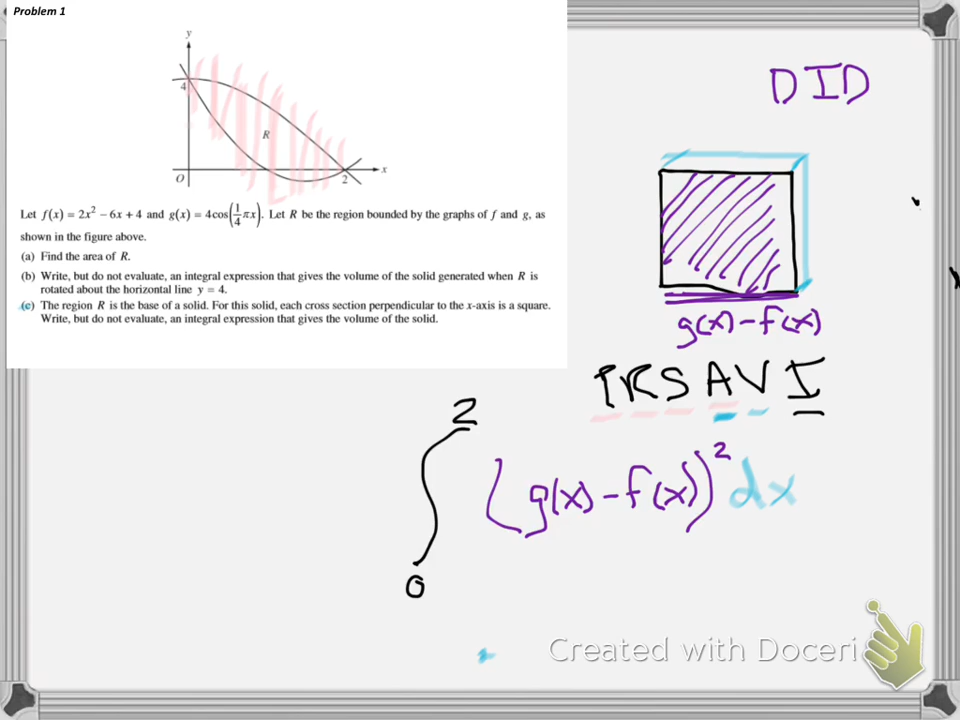 Problem 1
y
4
R
O
2
x
Let f(x) = 2x² − 6x + 4 and g(x) = 4cos(1/4 πx). Let R be the region bounded by the graphs of f and g, as
shown in the figure above.
(a) Find the area of R.
(b) Write, but do not evaluate, an integral expression that gives the volume of the solid generated when R is
rotated about the horizontal line y = 4.
(c) The region R is the base of a solid. For this solid, each cross section perpendicular to the x-axis is a square.
Write, but do not evaluate, an integral expression that gives the volume of the solid.
DID
g(x) − f(x)
PRSAVI
∫₀² (g(x) − f(x))² dx
Created with Doceri